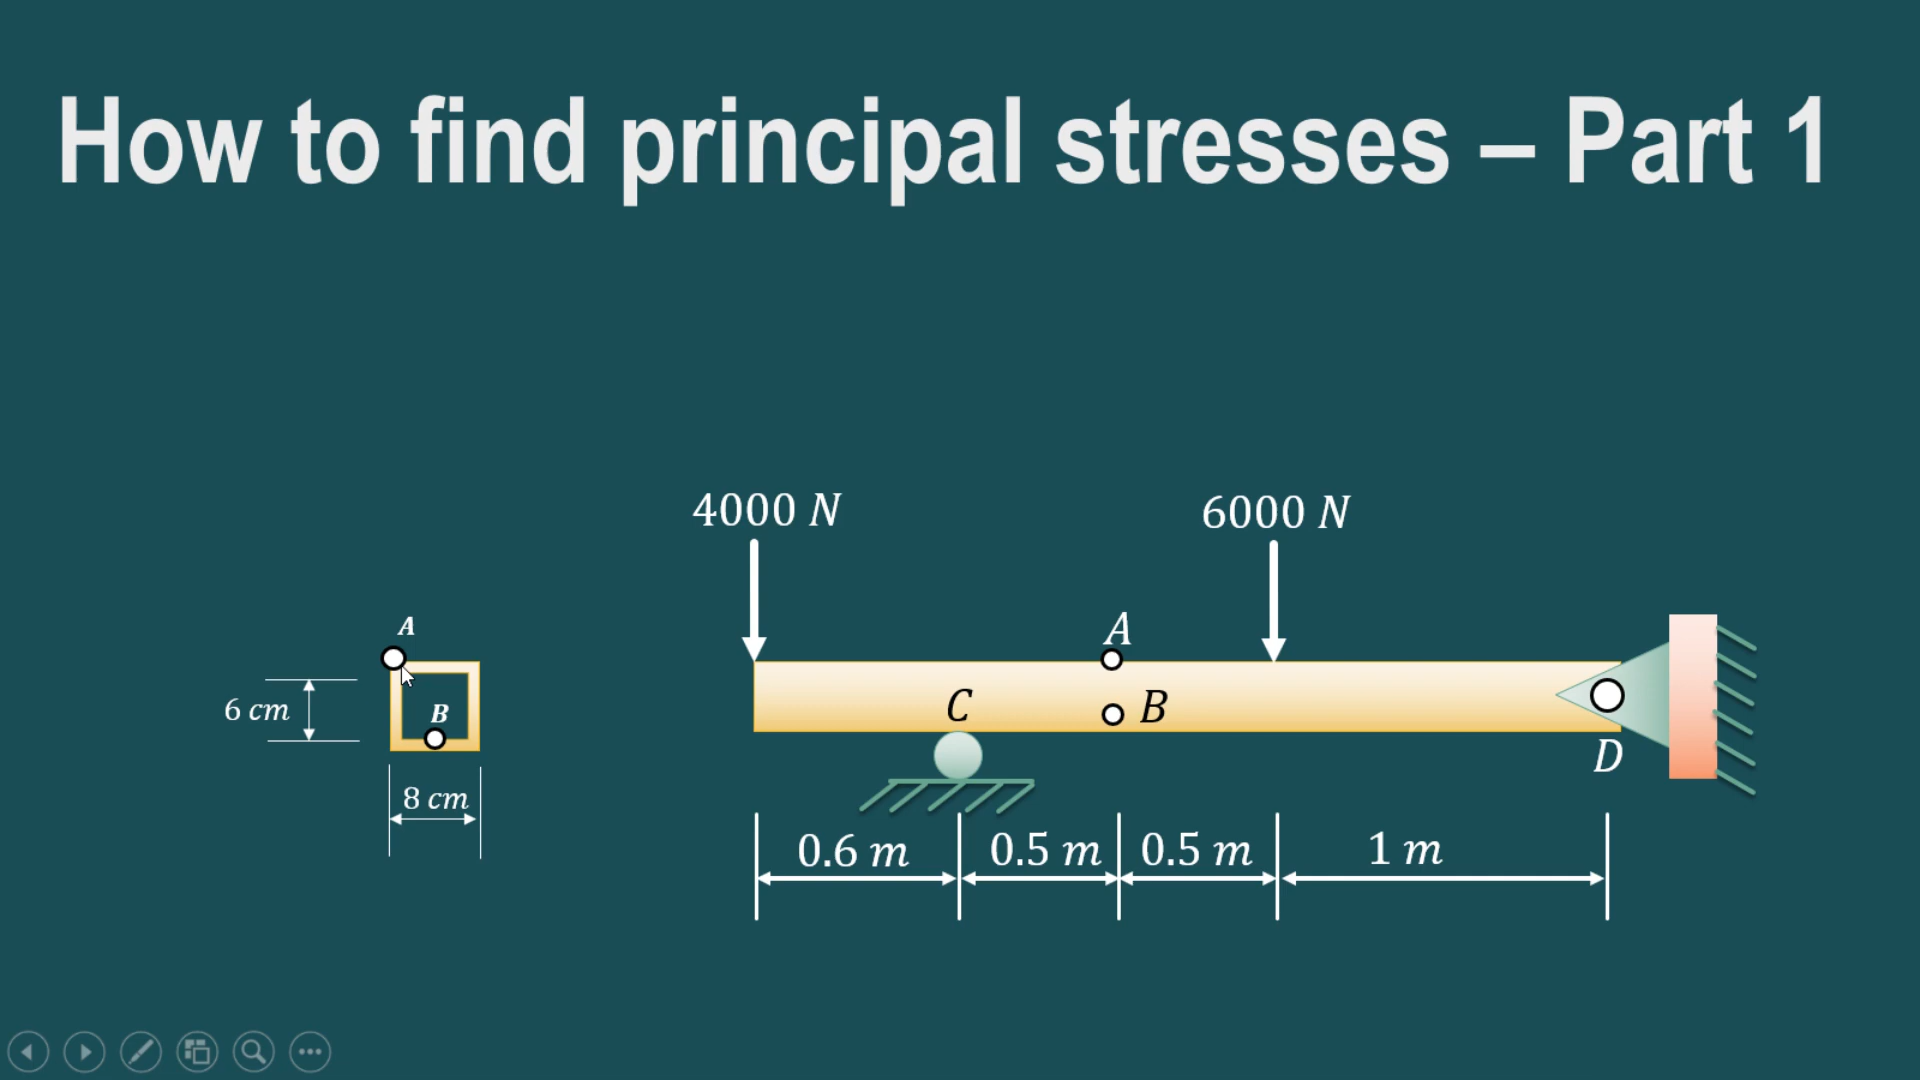 How to find principal stresses – Part 1
4000 N
6000 N
A
A
6 cm
B
C
B
D
8 cm
0.6 m
0.5 m
0.5 m
1 m